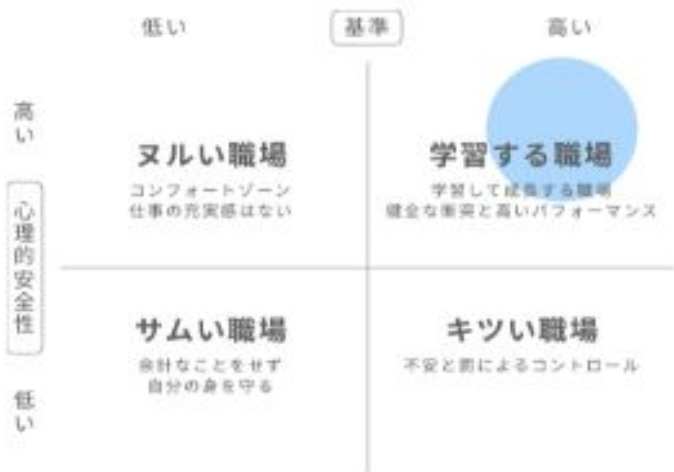 低い
基準
高い
高い
ヌルい職場
コンフォートゾーン
仕事の充実感はない
学習する職場
学習して成長する職場
健全な衝突と高いパフォーマンス
心理的安全性
サムい職場
余計なことをせず
自分の身を守る
キツい職場
不安と罰によるコントロール
低い